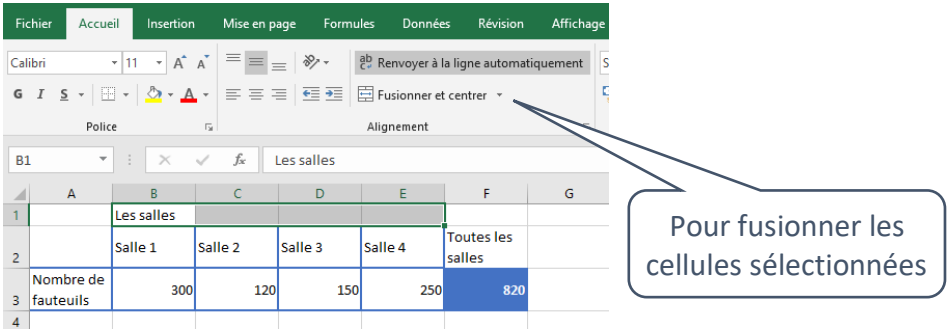 Fichier Accueil Insertion Mise en page Formules Données Révision Affichage
Calibri 11 A A ab Renvoyer à la ligne automatiquement S
G I S A Fusionner et centrer
Police Alignement
B1 fx Les salles
A B C D E F G
1 Les salles
2 Salle 1 Salle 2 Salle 3 Salle 4 Toutes les
salles
Nombre de
3 fauteuils 300 120 150 250 820
4
Pour fusionner les
cellules sélectionnées